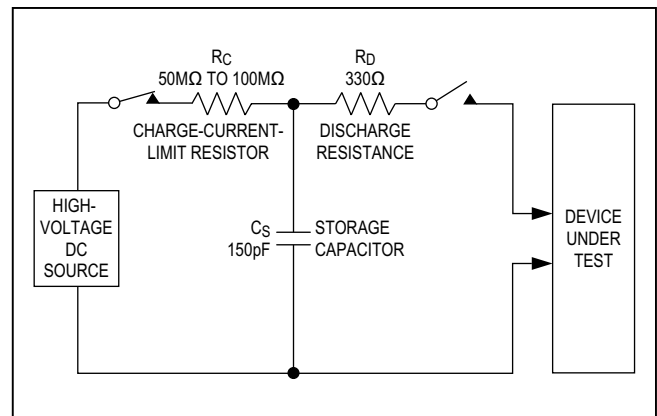 RC
50MΩ TO 100MΩ
CHARGE-CURRENT-
LIMIT RESISTOR
RD
330Ω
DISCHARGE
RESISTANCE
HIGH-
VOLTAGE
DC
SOURCE
CS
150pF
STORAGE
CAPACITOR
DEVICE
UNDER
TEST